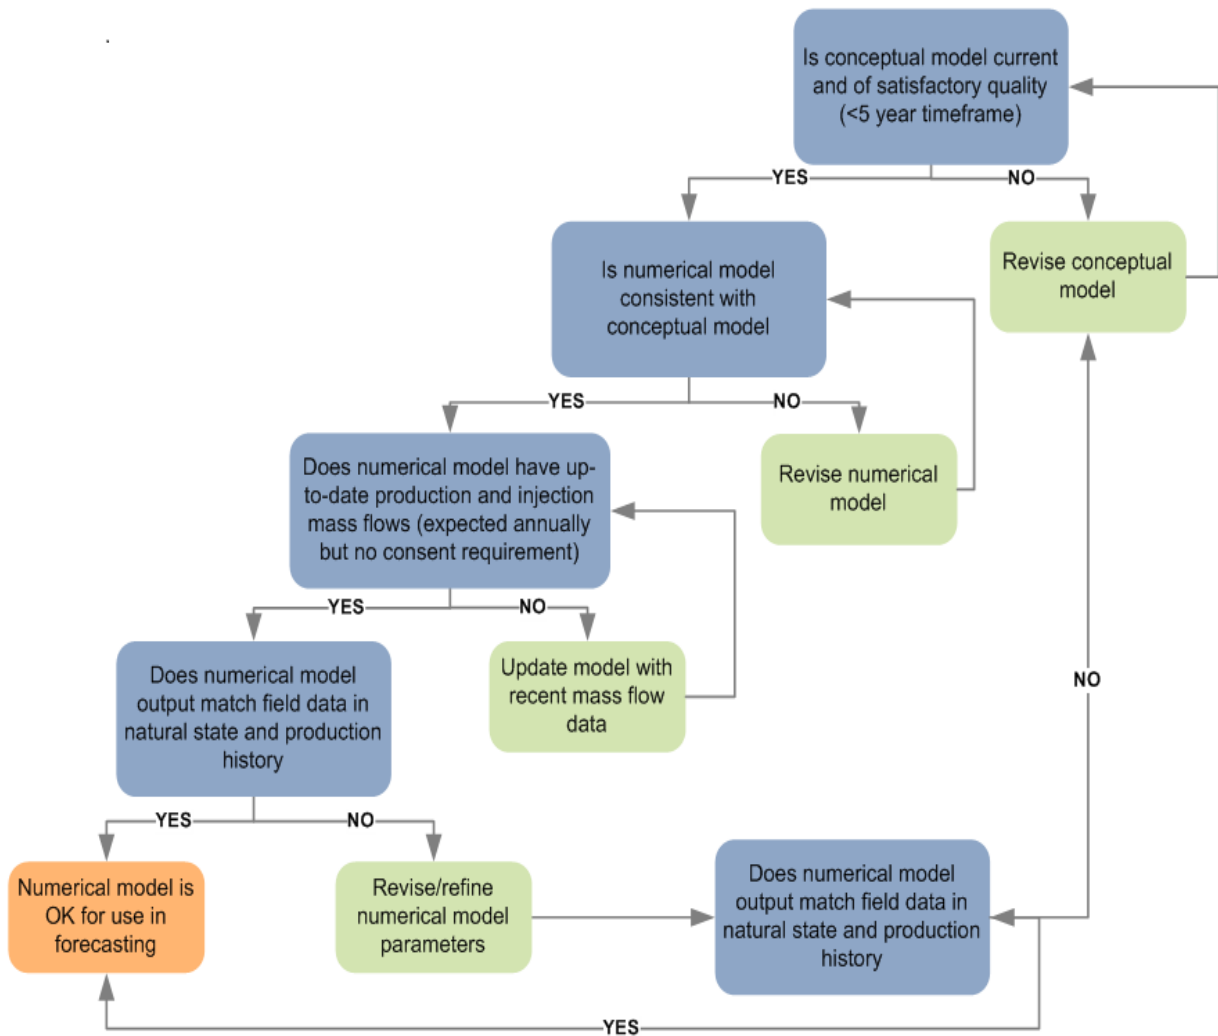 Is conceptual model current
and of satisfactory quality
(<5 year timeframe)
YES
NO
Is numerical model
consistent with
conceptual model
Revise conceptual
model
YES
NO
Does numerical model have up-
to-date production and injection
mass flows (expected annually
but no consent requirement)
Revise numerical
model
YES
NO
Does numerical model
output match field data in
natural state and production
history
Update model with
recent mass flow
data
NO
YES
NO
Numerical model is
OK for use in
forecasting
Revise/refine
numerical model
parameters
Does numerical model
output match field data in
natural state and production
history
YES